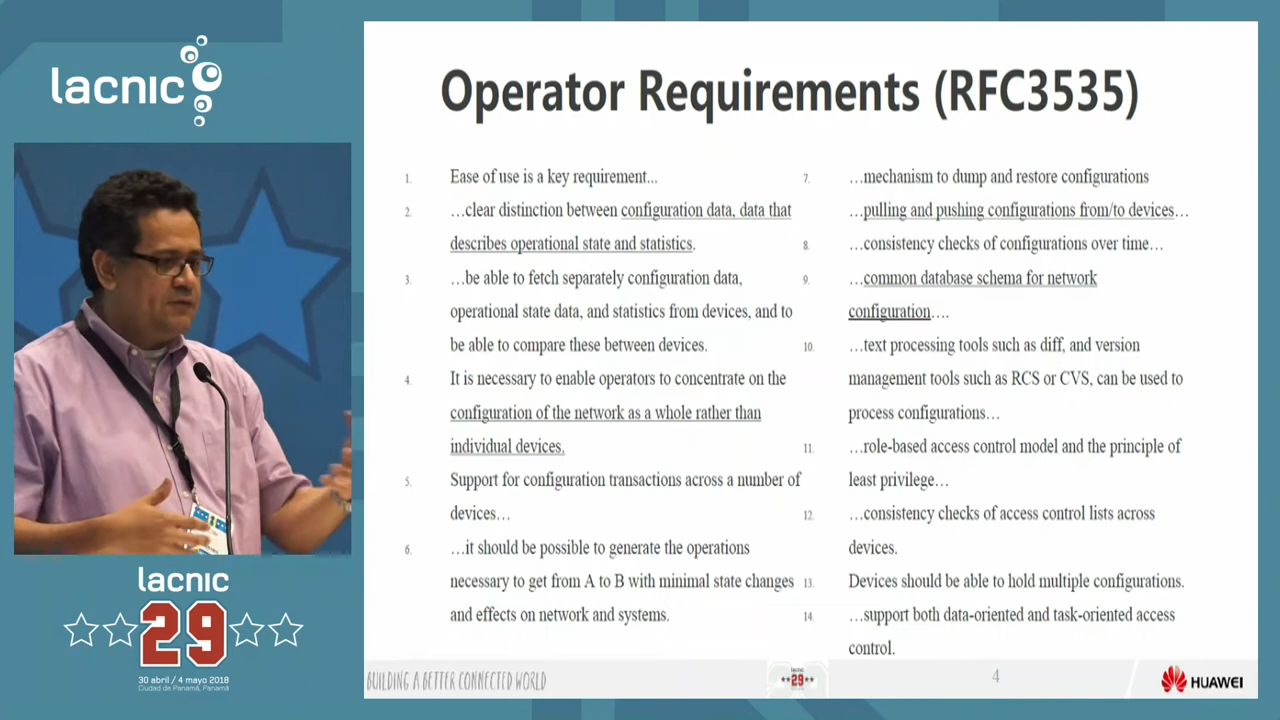 lacnic
Operator Requirements (RFC3535)
1. Ease of use is a key requirement...
2. …clear distinction between configuration data, data that
describes operational state and statistics.
3. …be able to fetch separately configuration data,
operational state data, and statistics from devices, and to
be able to compare these between devices.
4. It is necessary to enable operators to concentrate on the
configuration of the network as a whole rather than
individual devices.
5. Support for configuration transactions across a number of
devices…
6. …it should be possible to generate the operations
necessary to get from A to B with minimal state changes
and effects on network and systems.
7. …mechanism to dump and restore configurations
…pulling and pushing configurations from/to devices…
8. …consistency checks of configurations over time…
9. …common database schema for network
configuration….
10. …text processing tools such as diff, and version
management tools such as RCS or CVS, can be used to
process configurations…
11. …role-based access control model and the principle of
least privilege…
12. …consistency checks of access control lists across
devices.
13. Devices should be able to hold multiple configurations.
14. …support both data-oriented and task-oriented access
control.
lacnic
29
30 abril / 4 mayo 2018
Ciudad de Panamá, Panamá
BUILDING A BETTER CONNECTED WORLD
lacnic
29
4
HUAWEI